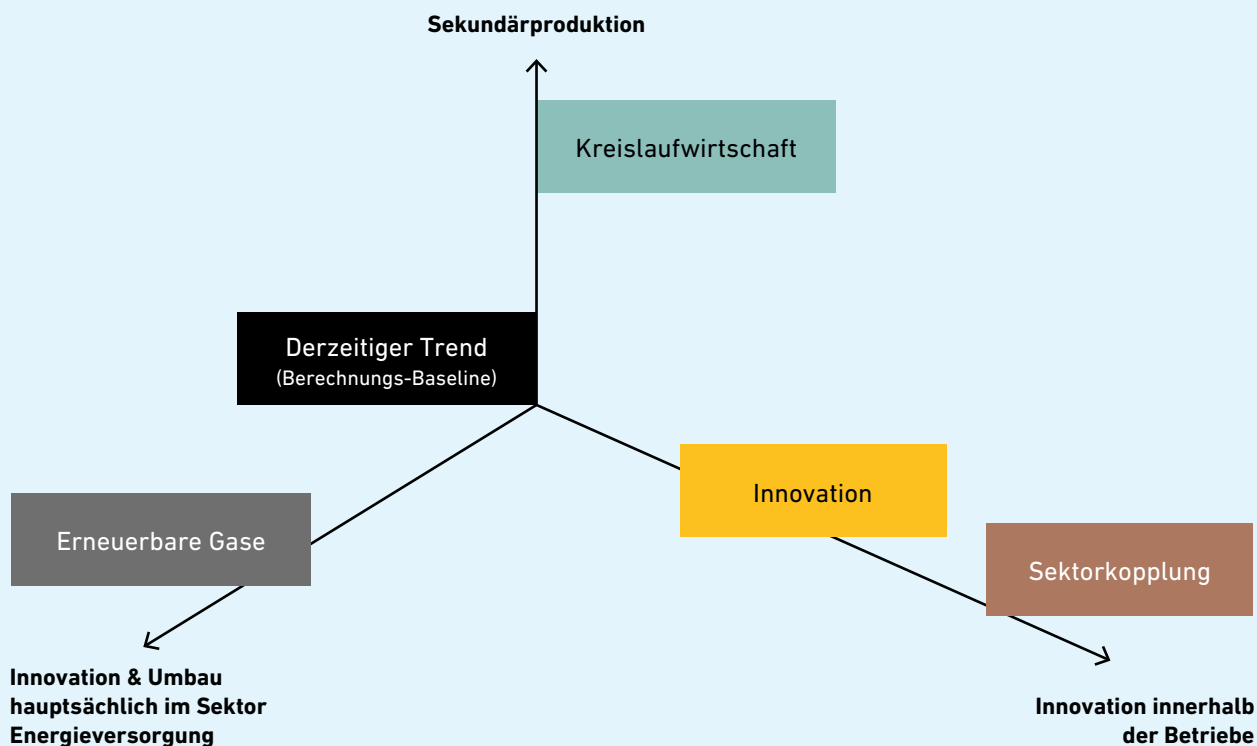 Sekundärproduktion
Kreislaufwirtschaft
Derzeitiger Trend
(Berechnungs-Baseline)
Innovation
Erneuerbare Gase
Sektorkopplung
Innovation & Umbau
hauptsächlich im Sektor
Energieversorgung
Innovation innerhalb
der Betriebe